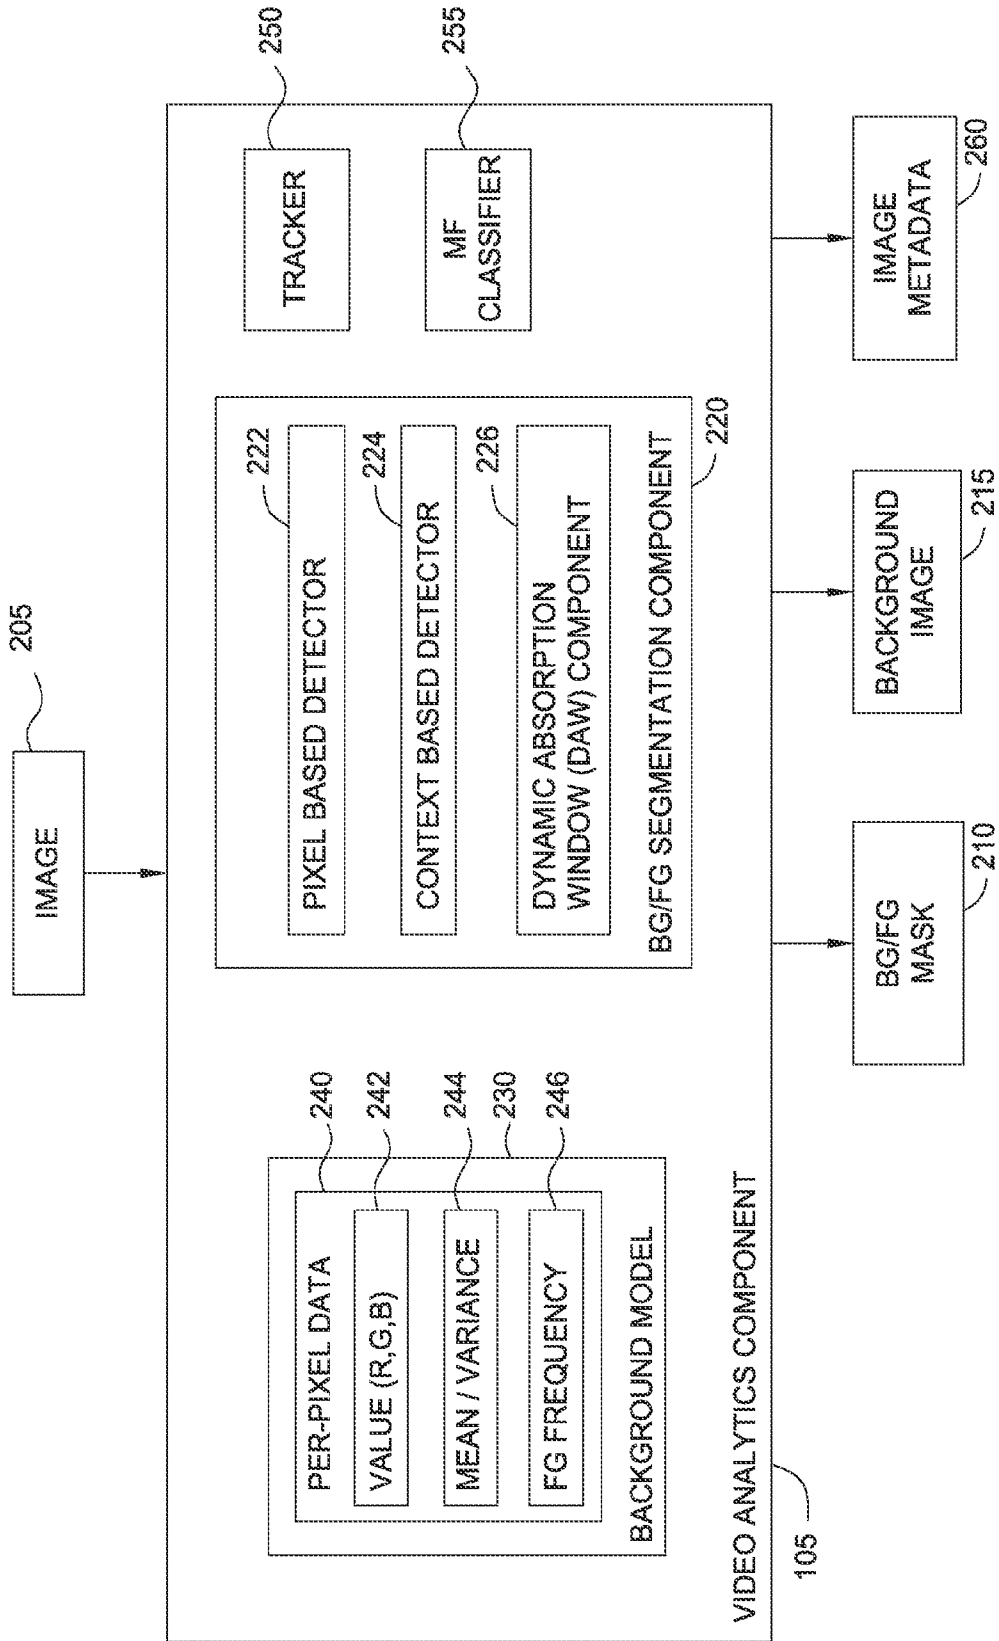 IMAGE
205
PER-PIXEL DATA
240
VALUE (R,G,B)
242
MEAN / VARIANCE
244
230
FG FREQUENCY
246
BACKGROUND MODEL
VIDEO ANALYTICS COMPONENT
105
PIXEL BASED DETECTOR
222
CONTEXT BASED DETECTOR
224
DYNAMIC ABSORPTION
WINDOW (DAW) COMPONENT
226
BG/FG SEGMENTATION COMPONENT
220
TRACKER
250
MF
CLASSIFIER
255
BG/FG
MASK
210
BACKGROUND
IMAGE
215
IMAGE
METADATA
260